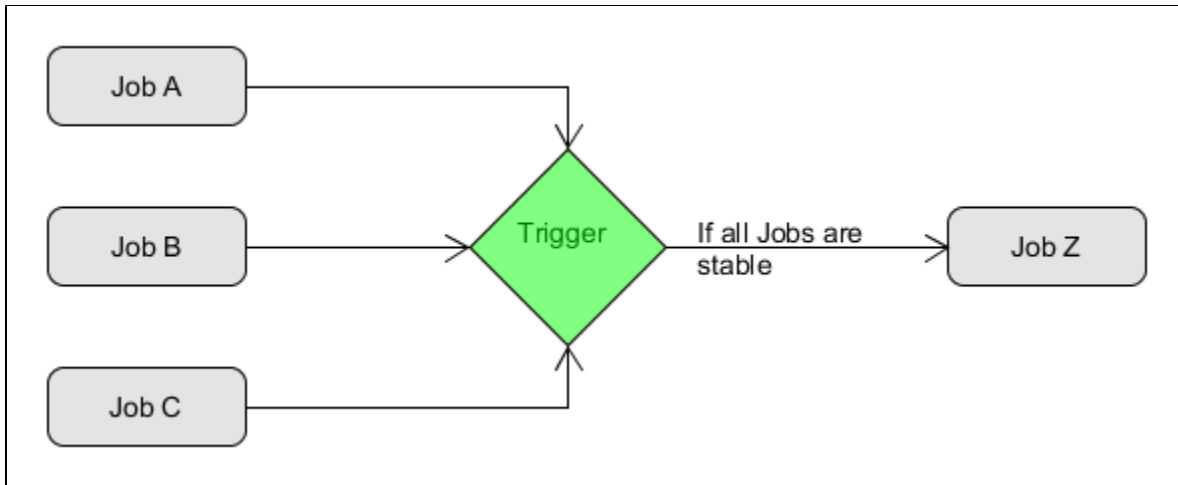 Job A
Job B
Trigger
If all Jobs are
stable
Job Z
Job C